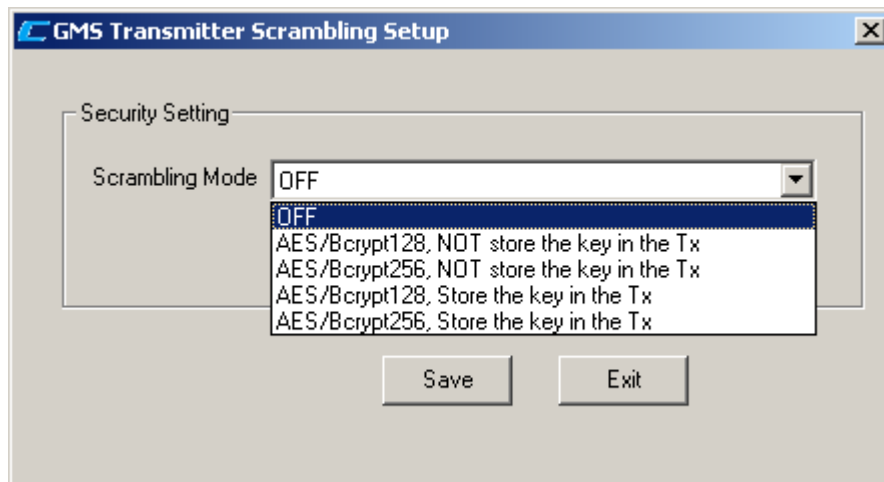 GMS Transmitter Scrambling Setup
Security Setting
Scrambling Mode OFF
OFF
AES/Bcrypt128, NOT store the key in the Tx
AES/Bcrypt256, NOT store the key in the Tx
AES/Bcrypt128, Store the key in the Tx
AES/Bcrypt256, Store the key in the Tx
Save Exit